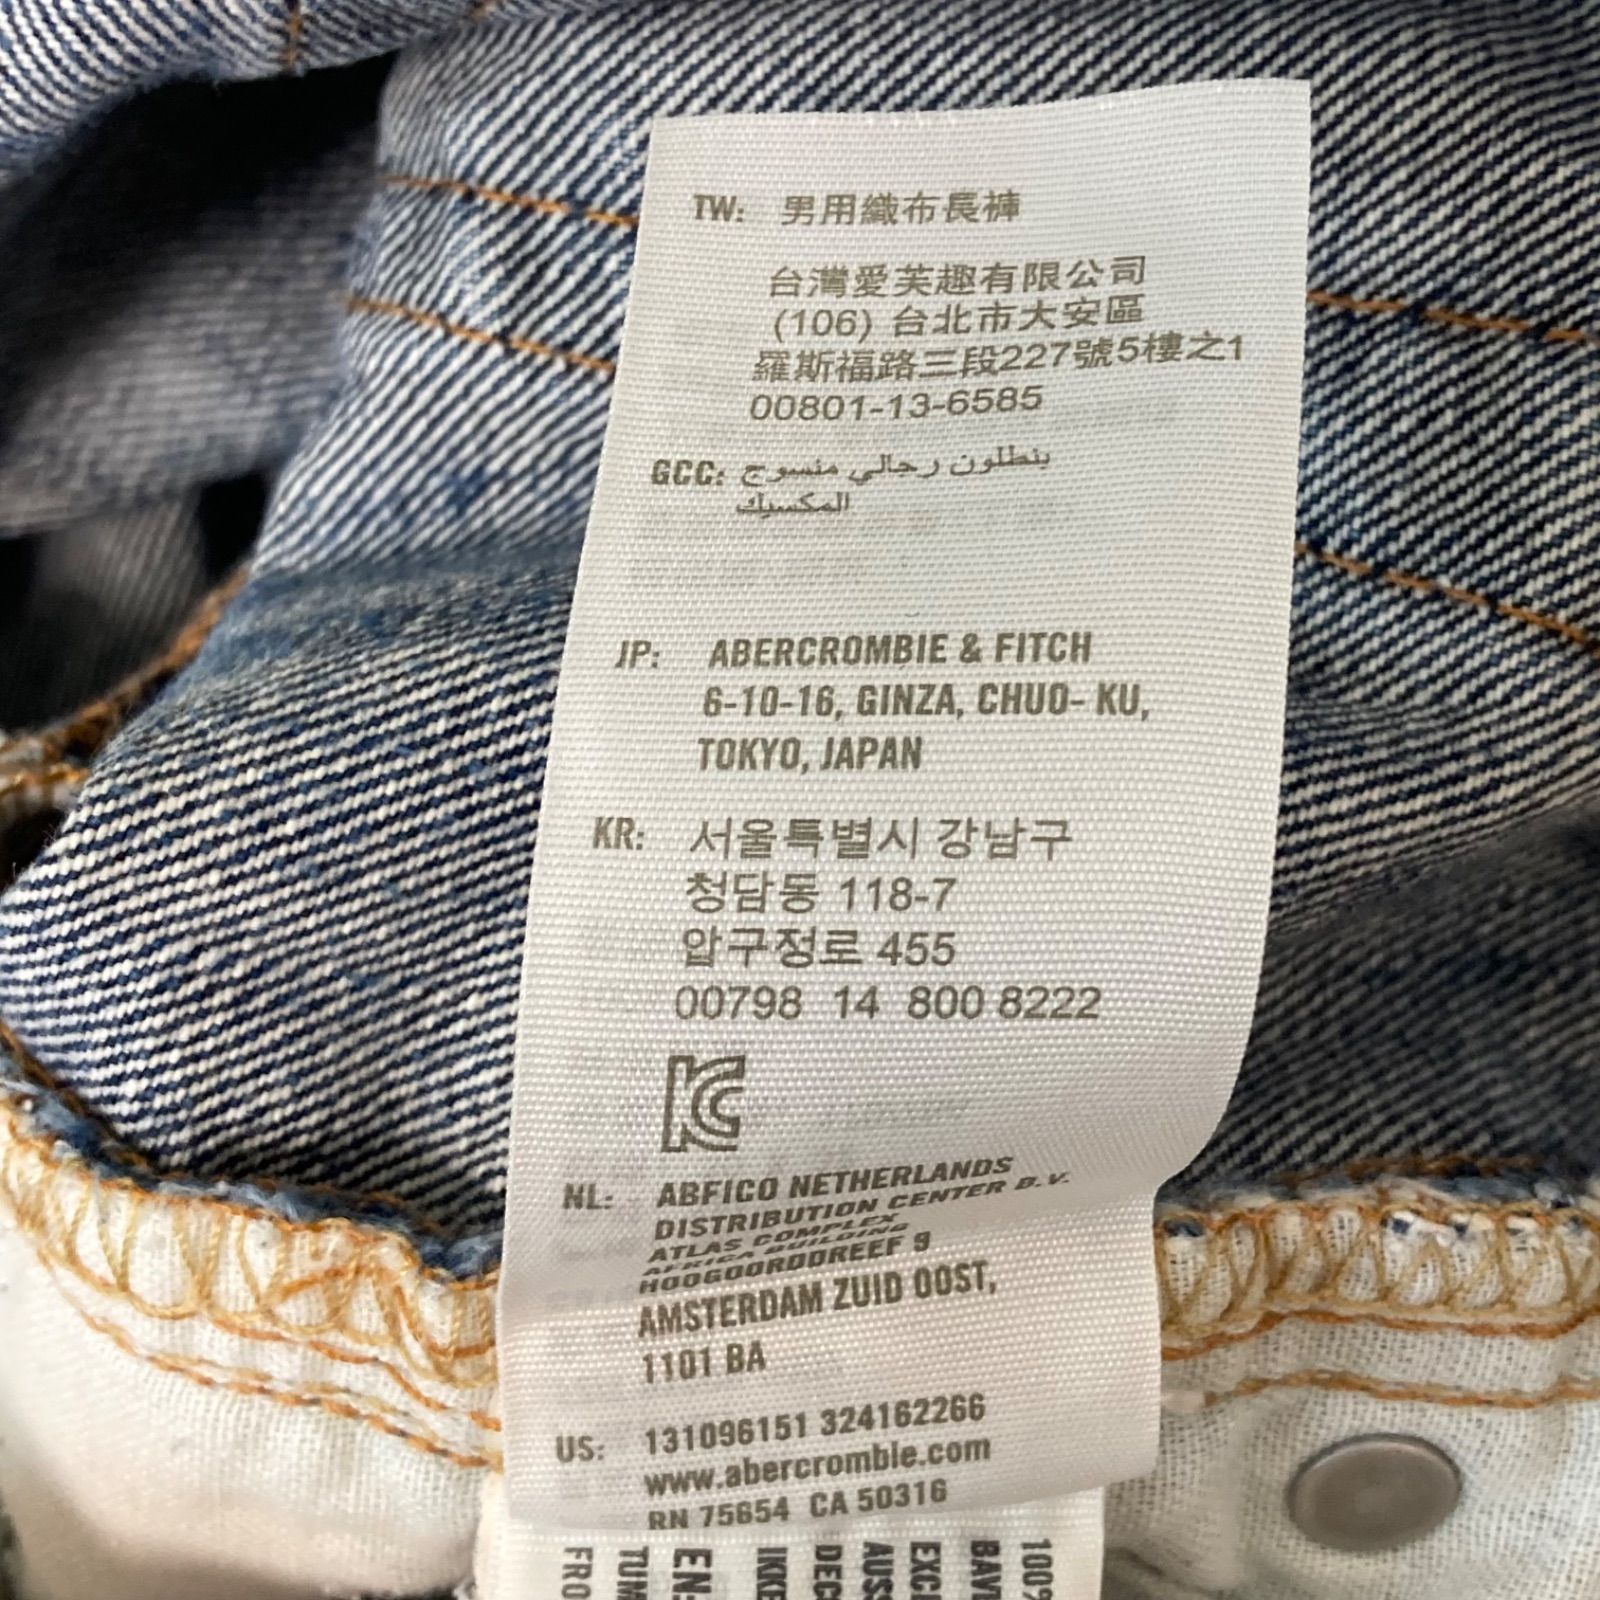 TW: 男用織布長褲
台灣愛芙趣有限公司
(106) 台北市大安區
羅斯福路三段227號5樓之1
00801-13-6585
GCC: بنطلون رجالي منسوج
المكسيك
JP: ABERCROMBIE & FITCH
6-10-16, GINZA, CHUO- KU,
TOKYO, JAPAN
KR: 서울특별시 강남구
청담동 118-7
압구정로 455
00798 14 800 8222
KC
NL: ABFICO NETHERLANDS
DISTRIBUTION CENTER B.V.
ATLAS COMPLEX
AFRICA BUILDING
HOOGOORDDREEF 9
AMSTERDAM ZUID OOST,
1101 BA
US: 131096151 324162266
www.abercrombie.com
RN 75654 CA 50316
100%